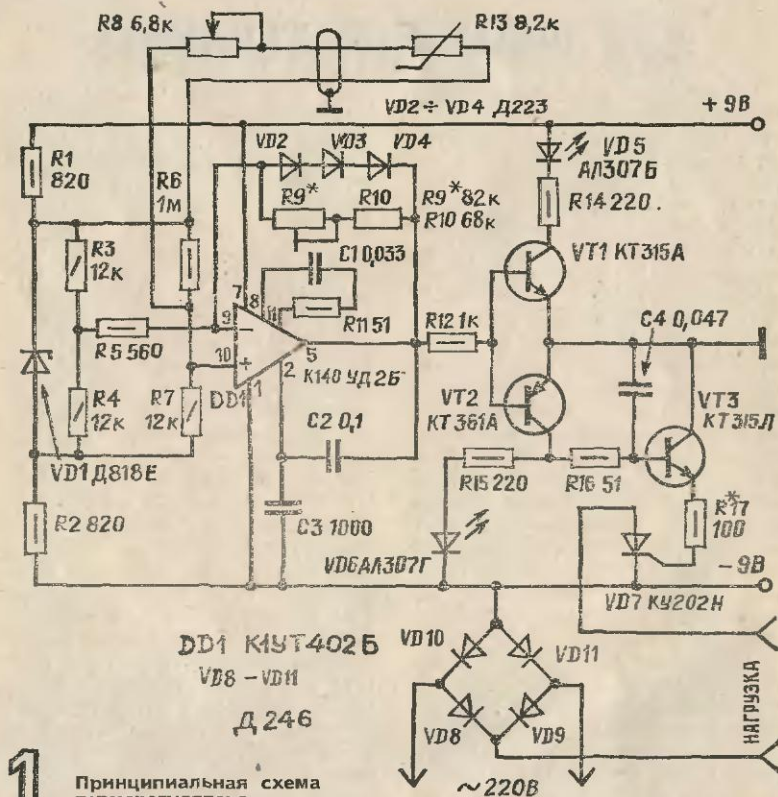 R8 6,8к
R13 8,2к
VD2 ÷ VD4 Д223
+ 9В
R1
820
VD2
VD3
VD4
VD5
АЛ307Б
R6
1м
R9*
R10
R9* 82к
R10 68к
R14 220.
R3
12к
C1 0,033
VT1 КТ315А
7
8
11
R11 51
9
R5 560
10
5
R12 1к
C4 0,047
1
2
К140 УД2Б
DD1
R4
12к
R7
12к
VT2
КТ361А
VT3
КТ315Л
C2 0,1
VD1 Д818Е
R15 220
R16 51
R*17
100
R2 820
C3 1000
VD6 АЛ307Г
- 9В
VD7 КУ202Н
DD1 К1УТ402Б
VD8 - VD11
Д 246
VD10
VD11
VD8
VD9
НАГРУЗКА
~220В
1
Принципиальная схема